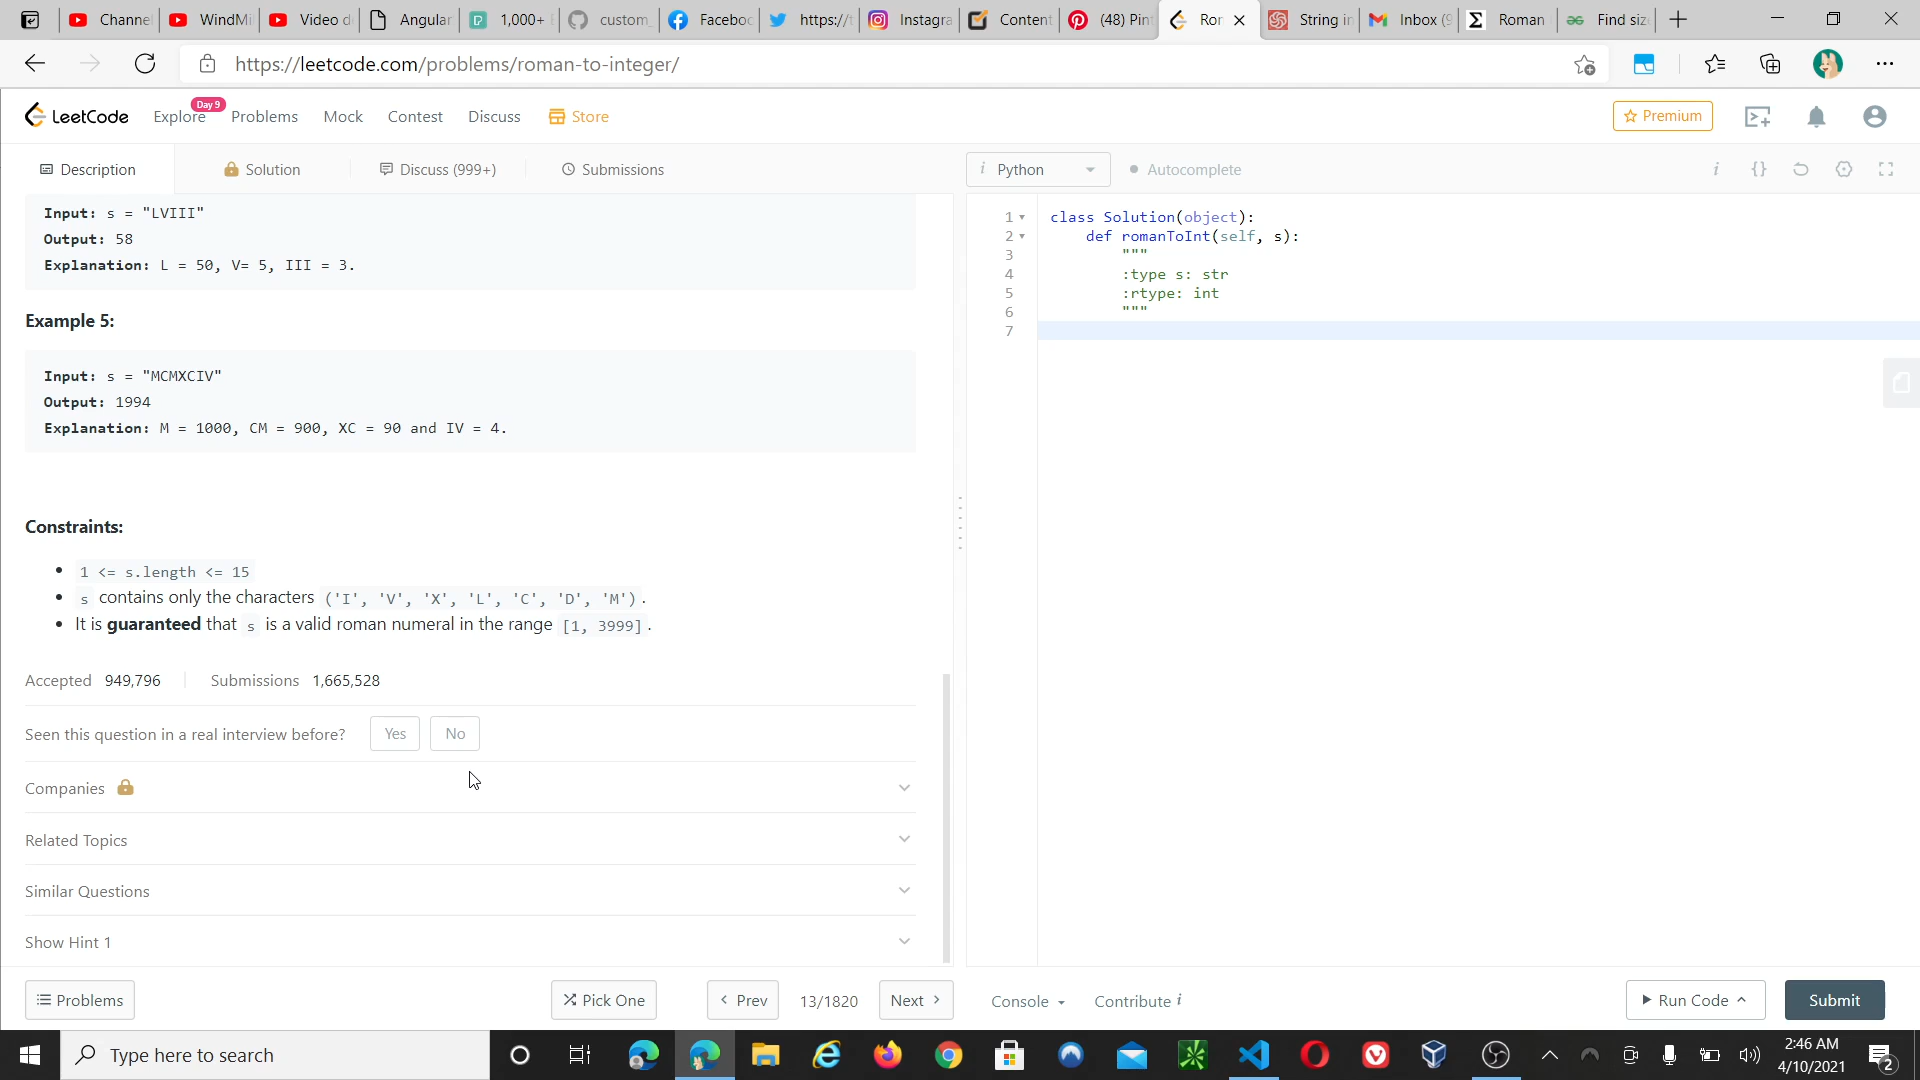 Channel
WindMi
Video d
Angular
1,000+
custom_
Faceboo
https://t
Instagra
Content
(48) Pin
Ror
String in
Inbox (9
Roman
Find size
https://leetcode.com/problems/roman-to-integer/
LeetCode
Explore
Day 9
Problems
Mock
Contest
Discuss
Store
Premium
Description
Solution
Discuss (999+)
Submissions
Input: s = "LVIII"
Output: 58
Explanation: L = 50, V= 5, III = 3.
Example 5:
Input: s = "MCMXCIV"
Output: 1994
Explanation: M = 1000, CM = 900, XC = 90 and IV = 4.
Constraints:
1 <= s.length <= 15
s contains only the characters ('I', 'V', 'X', 'L', 'C', 'D', 'M').
It is guaranteed that s is a valid roman numeral in the range [1, 3999].
Accepted 949,796 Submissions 1,665,528
Seen this question in a real interview before? Yes No
Companies
Related Topics
Similar Questions
Show Hint 1
Problems
Pick One
Prev
13/1820
Next
i Python
Autocomplete
i {}
1 class Solution(object):
2 def romanToInt(self, s):
3 """
4 :type s: str
5 :rtype: int
6 """
7
Console
Contribute i
Run Code
Submit
Type here to search
2:46 AM
4/10/2021
2